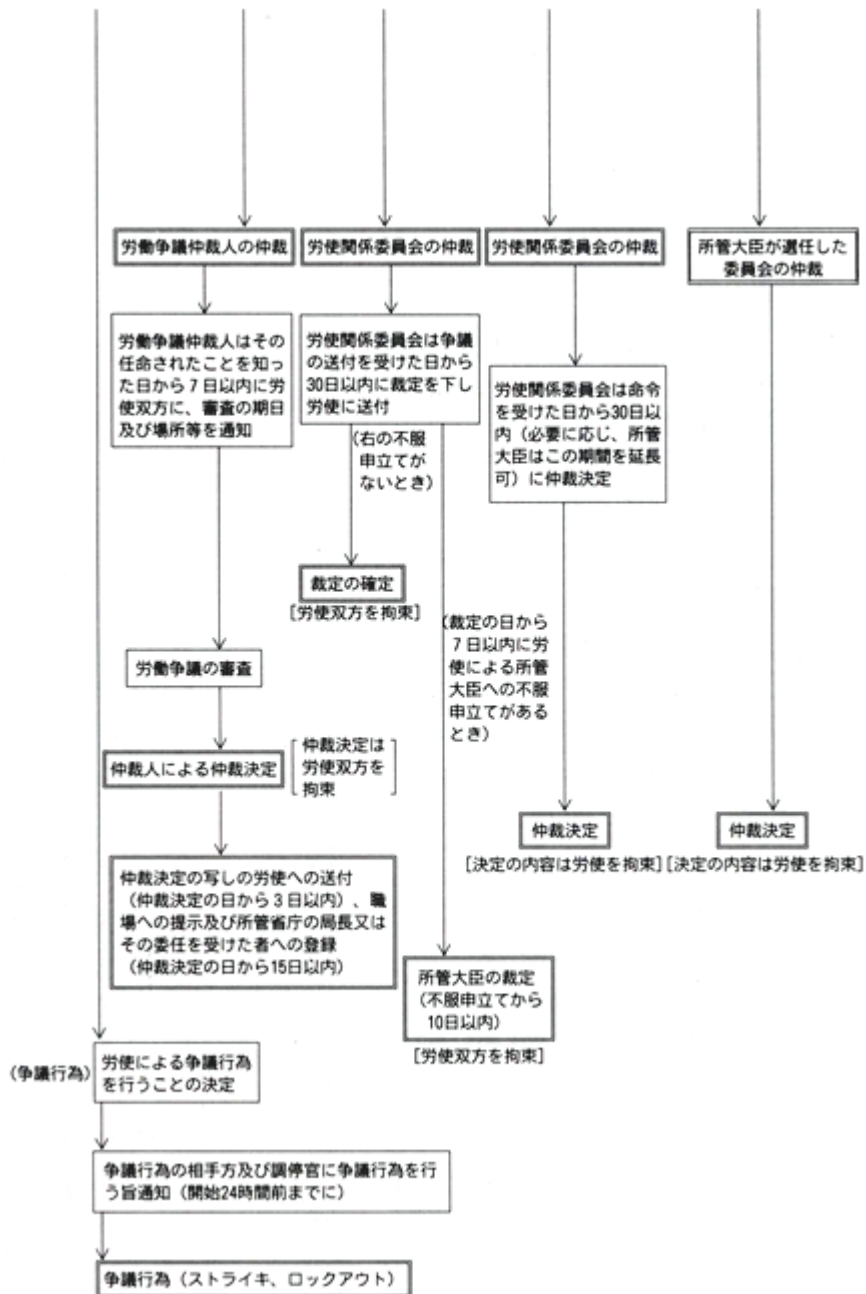 労働争議仲裁人の仲裁
労働争議仲裁人はその
任命されたことを知っ
た日から7日以内に労
使双方に、審査の期日
及び場所等を通知
労働争議の審査
仲裁人による仲裁決定
仲裁決定は
労使双方を
拘束
仲裁決定の写しの労使への送付
(仲裁決定の日から3日以内)、職
場への提示及び所管省庁の局長又は
その委任を受けた者への登録
(仲裁決定の日から15日以内)
労使関係委員会の仲裁
労使関係委員会は争議
の送付を受けた日から
30日以内に裁定を下し
労使に送付
(右の不服
申立てが
ないとき)
裁定の確定
[労使双方を拘束]
(裁定の日から
7日以内に労
使による所管
大臣への不服
申立てがある
とき)
所管大臣の裁定
(不服申立てから
10日以内)
[労使双方を拘束]
労使関係委員会の仲裁
労使関係委員会は命令
を受けた日から30日以
内(必要に応じ、所管
大臣はこの期間を延長
可)に仲裁決定
仲裁決定
[決定の内容は労使を拘束]
所管大臣が選任した
委員会の仲裁
仲裁決定
[決定の内容は労使を拘束]
(争議行為)
労使による争議行為
を行うことの決定
争議行為の相手方及び調停官に争議行為を行
う旨通知(開始24時間前までに)
争議行為(ストライキ、ロックアウト)